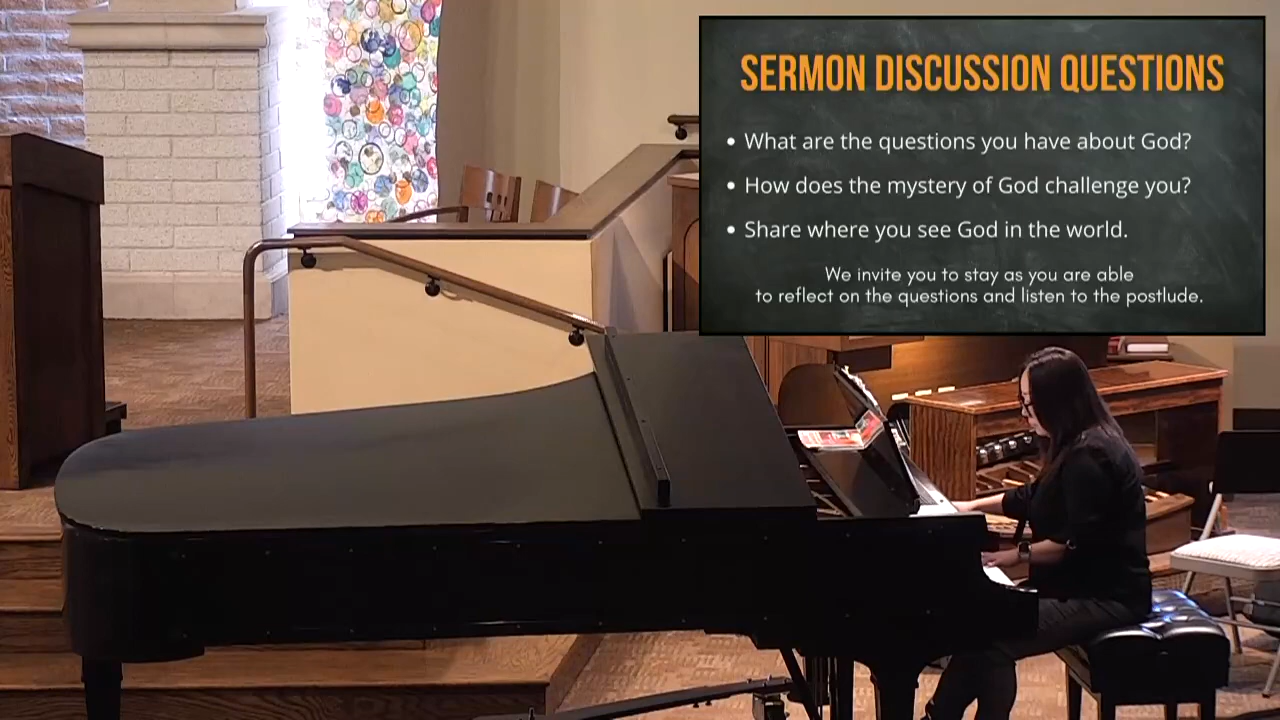 SERMON DISCUSSION QUESTIONS
• What are the questions you have about God?
• How does the mystery of God challenge you?
• Share where you see God in the world.
We invite you to stay as you are able
to reflect on the questions and listen to the postlude.